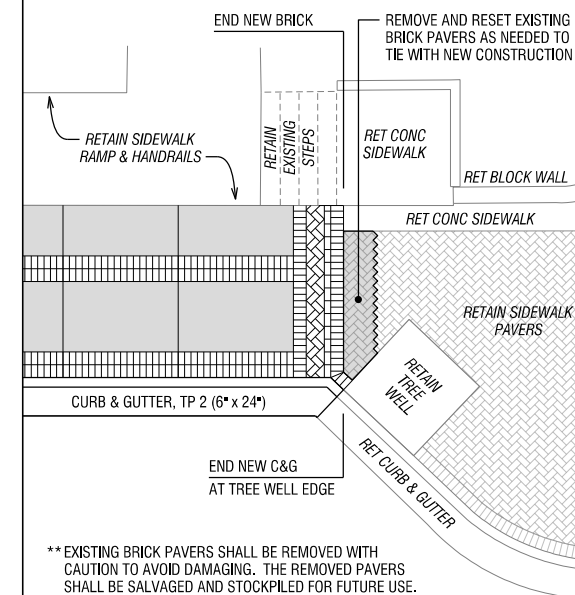 END NEW BRICK
REMOVE AND RESET EXISTING
BRICK PAVERS AS NEEDED TO
TIE WITH NEW CONSTRUCTION
RETAIN SIDEWALK
RAMP & HANDRAILS
RETAIN
EXISTING
STEPS
RET CONC
SIDEWALK
RET BLOCK WALL
RET CONC SIDEWALK
RETAIN SIDEWALK
PAVERS
RETAIN
TREE
WELL
CURB & GUTTER, TP 2 (6" x 24")
END NEW C&G
AT TREE WELL EDGE
RET CURB & GUTTER
** EXISTING BRICK PAVERS SHALL BE REMOVED WITH
CAUTION TO AVOID DAMAGING. THE REMOVED PAVERS
SHALL BE SALVAGED AND STOCKPILED FOR FUTURE USE.